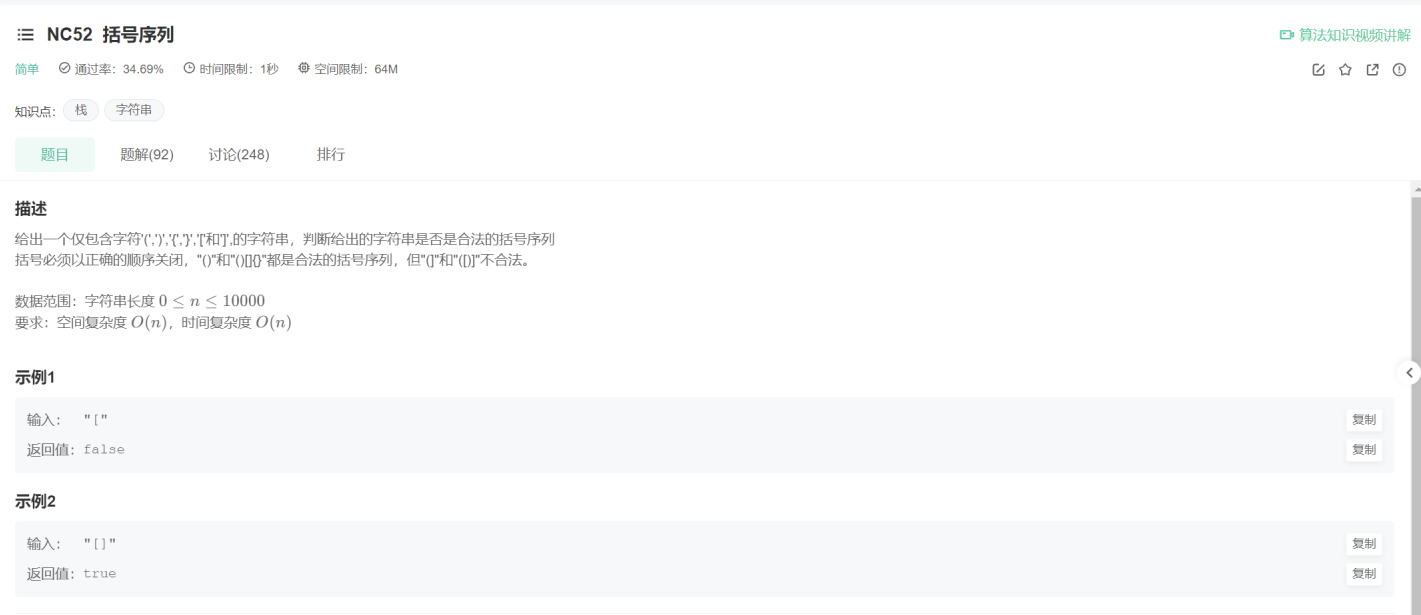 NC52 括号序列
算法知识视频讲解
简单 通过率：34.69% 时间限制：1秒 空间限制：64M
知识点： 栈 字符串
题目 题解(92) 讨论(248) 排行
描述
给出一个仅包含字符'(',')','{','}','['和']',的字符串，判断给出的字符串是否是合法的括号序列
括号必须以正确的顺序关闭，"()"和"()[]{}"都是合法的括号序列，但"(]"和"([)]"不合法。
数据范围：字符串长度 0 ≤ n ≤ 10000
要求：空间复杂度 O(n)，时间复杂度 O(n)
示例1
输入： "[" 复制
返回值：false 复制
示例2
输入： "[]" 复制
返回值：true 复制